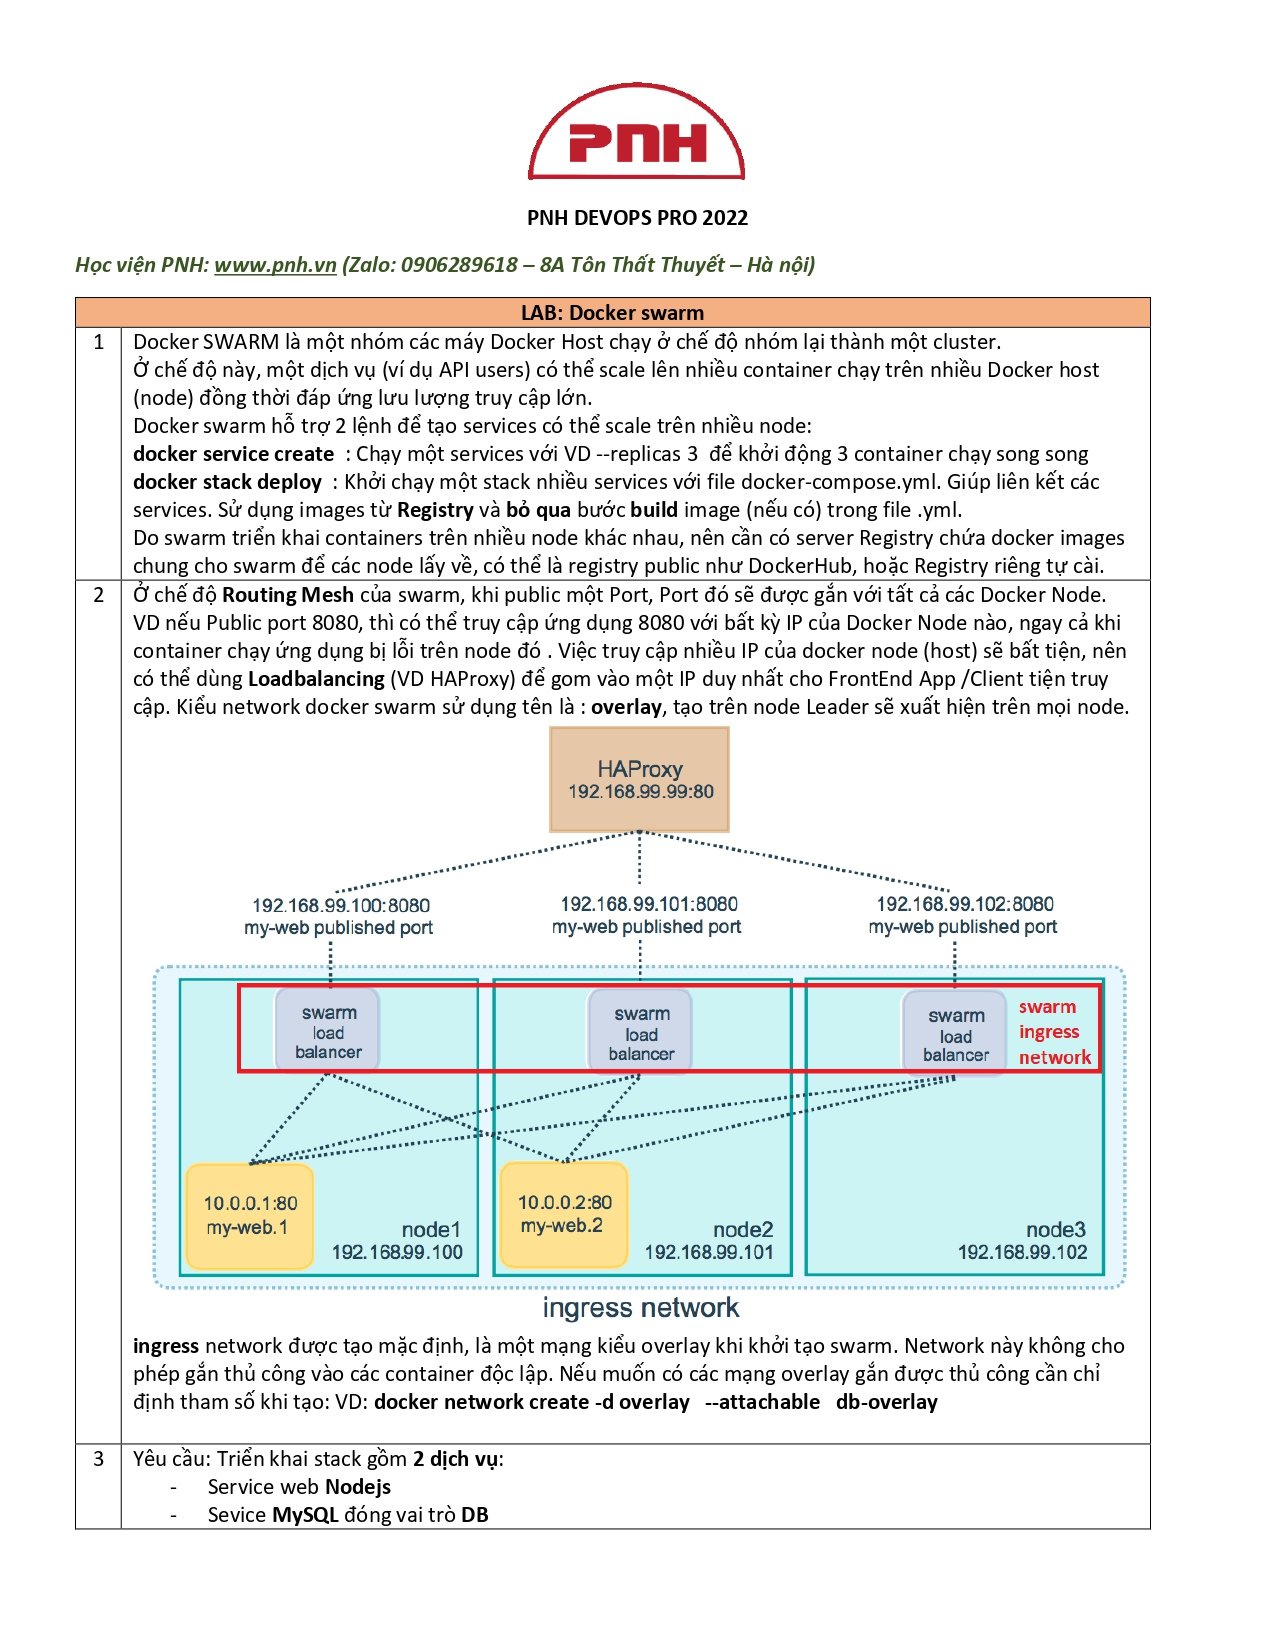 PNH
PNH DEVOPS PRO 2022
Học viện PNH: www.pnh.vn (Zalo: 0906289618 – 8A Tôn Thất Thuyết – Hà nội)
LAB: Docker swarm
1
Docker SWARM là một nhóm các máy Docker Host chạy ở chế độ nhóm lại thành một cluster.
Ở chế độ này, một dịch vụ (ví dụ API users) có thể scale lên nhiều container chạy trên nhiều Docker host
(node) đồng thời đáp ứng lưu lượng truy cập lớn.
Docker swarm hỗ trợ 2 lệnh để tạo services có thể scale trên nhiều node:
docker service create : Chạy một services với VD --replicas 3 để khởi động 3 container chạy song song
docker stack deploy : Khởi chạy một stack nhiều services với file docker-compose.yml. Giúp liên kết các
services. Sử dụng images từ Registry và bỏ qua bước build image (nếu có) trong file .yml.
Do swarm triển khai containers trên nhiều node khác nhau, nên cần có server Registry chứa docker images
chung cho swarm để các node lấy về, có thể là registry public như DockerHub, hoặc Registry riêng tự cài.
2
Ở chế độ Routing Mesh của swarm, khi public một Port, Port đó sẽ được gắn với tất cả các Docker Node.
VD nếu Public port 8080, thì có thể truy cập ứng dụng 8080 với bất kỳ IP của Docker Node nào, ngay cả khi
container chạy ứng dụng bị lỗi trên node đó . Việc truy cập nhiều IP của docker node (host) sẽ bất tiện, nên
có thể dùng Loadbalancing (VD HAProxy) để gom vào một IP duy nhất cho FrontEnd App /Client tiện truy
cập. Kiểu network docker swarm sử dụng tên là : overlay, tạo trên node Leader sẽ xuất hiện trên mọi node.
HAProxy
192.168.99.99:80
192.168.99.100:8080
my-web published port
192.168.99.101:8080
my-web published port
192.168.99.102:8080
my-web published port
swarm
load
balancer
swarm
load
balancer
swarm
load
balancer
swarm
ingress
network
10.0.0.1:80
my-web.1
node1
192.168.99.100
10.0.0.2:80
my-web.2
node2
192.168.99.101
node3
192.168.99.102
ingress network
ingress network được tạo mặc định, là một mạng kiểu overlay khi khởi tạo swarm. Network này không cho
phép gắn thủ công vào các container độc lập. Nếu muốn có các mạng overlay gắn được thủ công cần chỉ
định tham số khi tạo: VD: docker network create -d overlay --attachable db-overlay
3
Yêu cầu: Triển khai stack gồm 2 dịch vụ:
- Service web Nodejs
- Sevice MySQL đóng vai trò DB